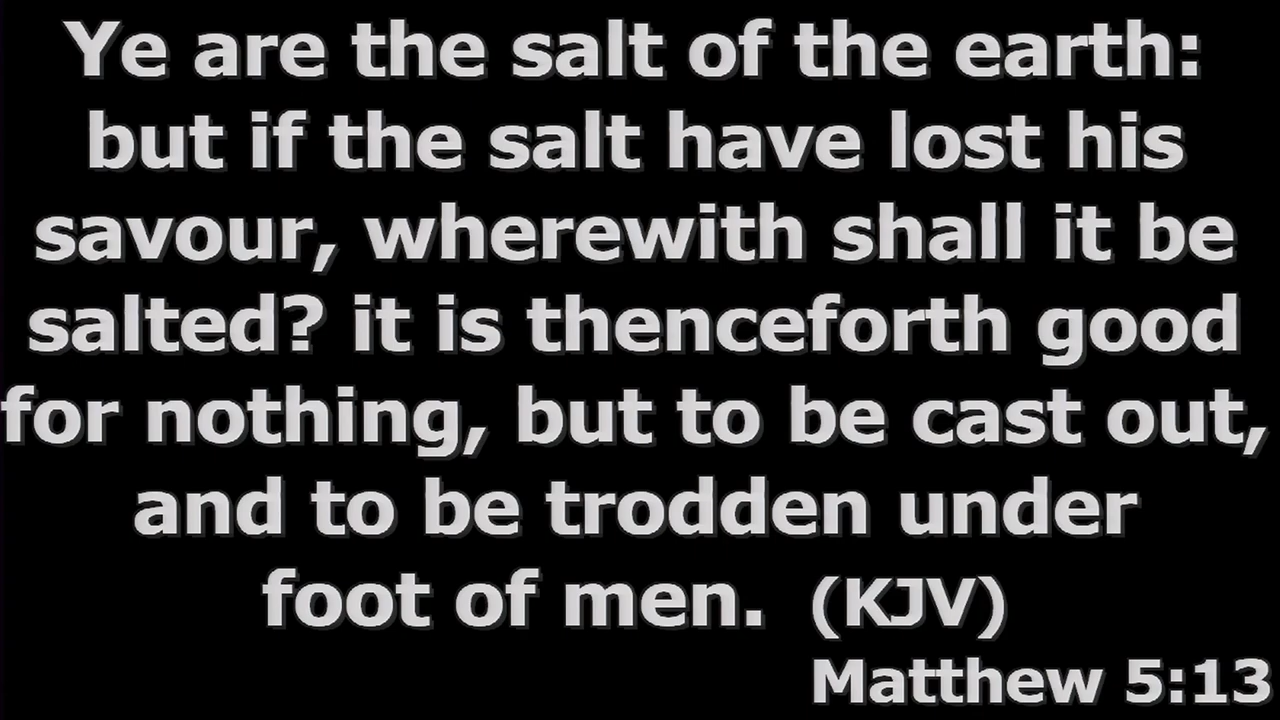 Ye are the salt of the earth:
but if the salt have lost his
savour, wherewith shall it be
salted? it is thenceforth good
for nothing, but to be cast out,
and to be trodden under
foot of men. (KJV)
Matthew 5:13